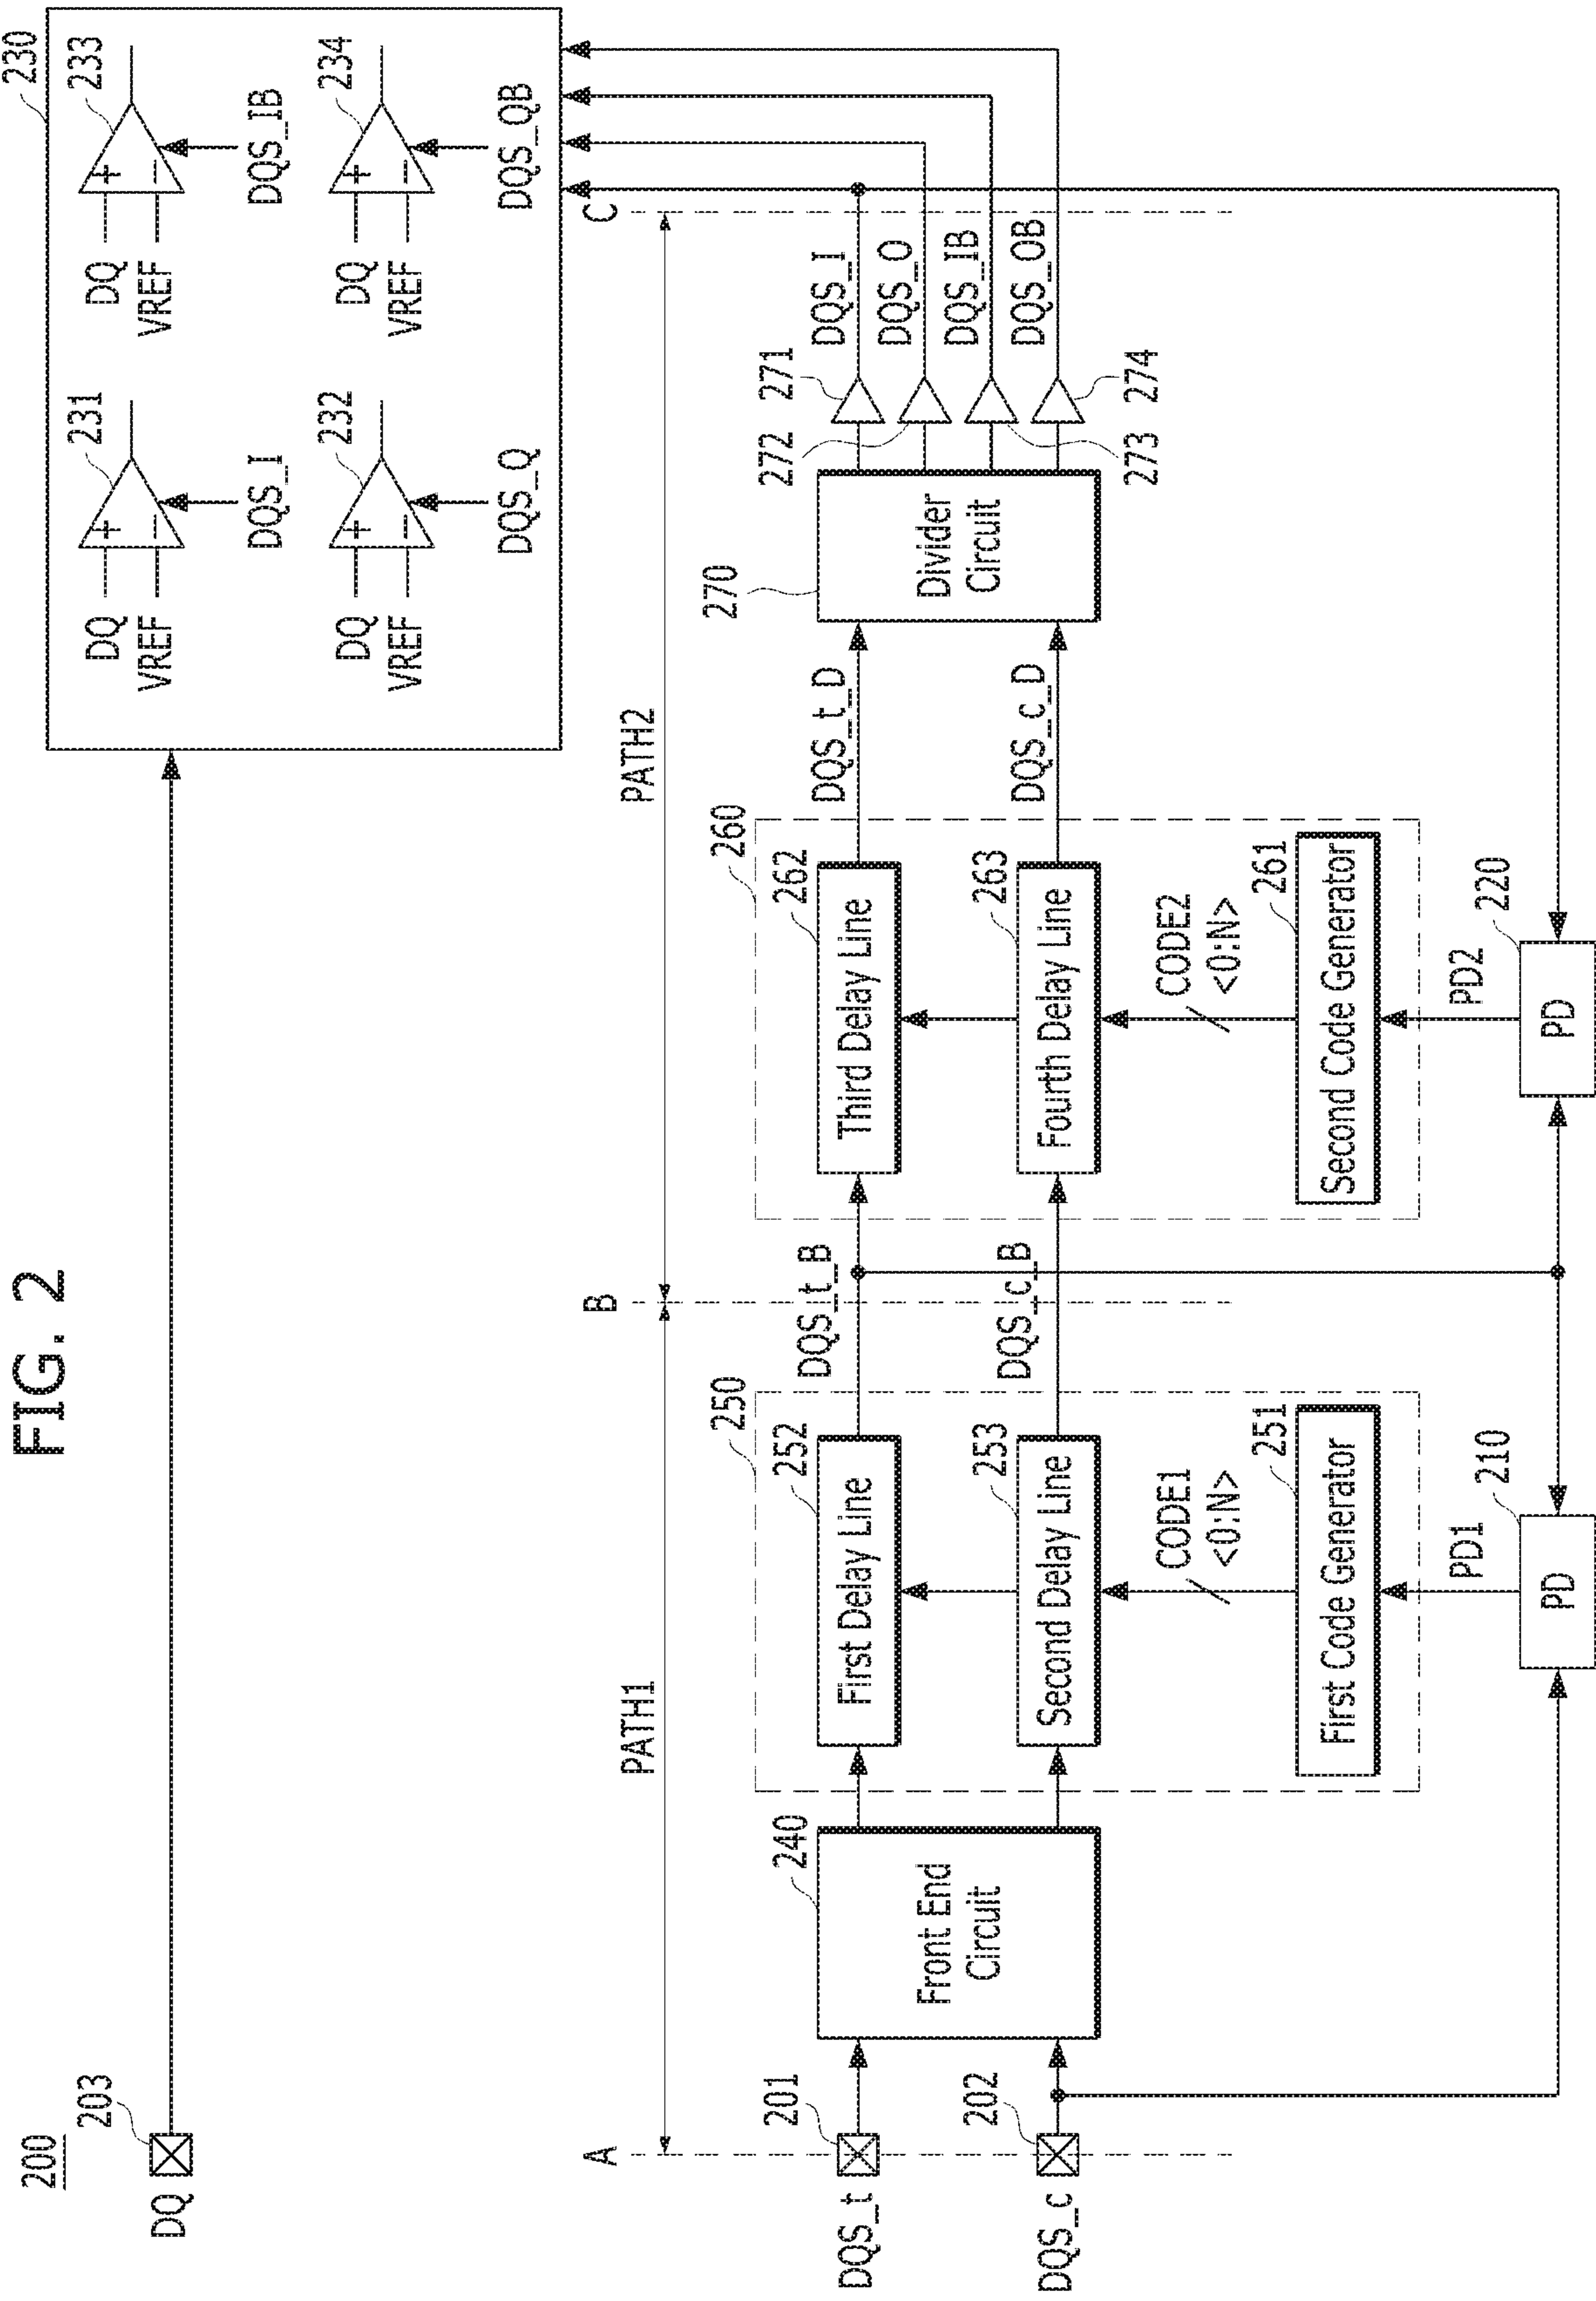 FIG. 2
200
203
DQ
230
231
DQ
VREF
+
−
DQS_I
233
DQ
VREF
+
−
DQS_IB
232
DQ
VREF
+
−
DQS_Q
234
DQ
VREF
+
−
DQS_QB
A
PATH1
B
PATH2
C
DQS_t
201
DQS_c
202
240
Front End
Circuit
250
252
First Delay Line
253
Second Delay Line
CODE1
<0:N>
251
First Code Generator
PD1
210
PD
DQS_t_B
DQS_c_B
260
262
Third Delay Line
263
Fourth Delay Line
CODE2
<0:N>
261
Second Code Generator
PD2
220
PD
DQS_t_D
DQS_c_D
270
Divider
Circuit
271
272
273
274
DQS_I
DQS_O
DQS_IB
DQS_OB